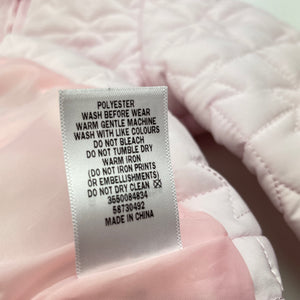 POLYESTER
WASH BEFORE WEAR
WARM GENTLE MACHINE
WASH WITH LIKE COLOURS
DO NOT BLEACH
DO NOT TUMBLE DRY
WARM IRON
(DO NOT IRON PRINTS
OR EMBELLISHMENTS)
DO NOT DRY CLEAN
3650084834
58730492
MADE IN CHINA